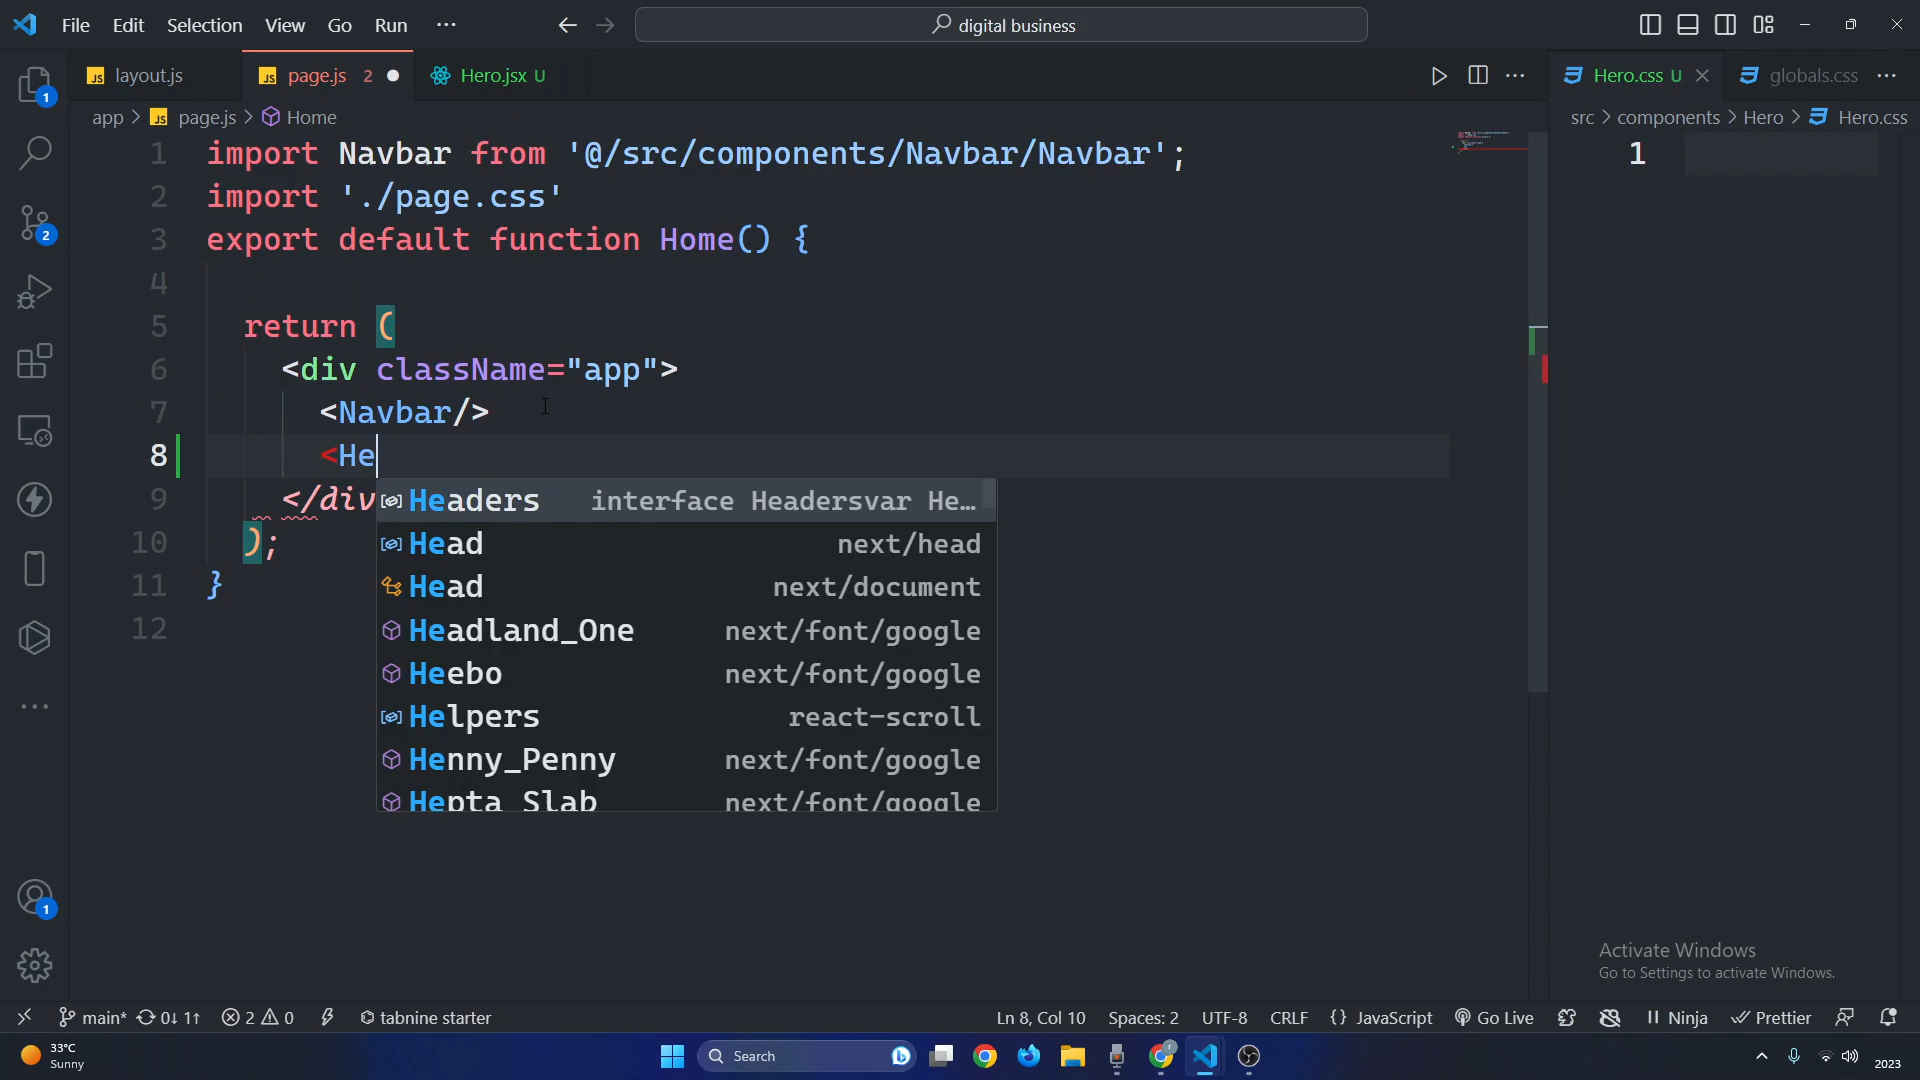 File Edit Selection View Go Run ··· digital business
layout.js page.js 2 Hero.jsx U Hero.css U globals.css ···
app > page.js > Home
src > components > Hero > Hero.css
1 import Navbar from '@/src/components/Navbar/Navbar';
2 import './page.css'
3 export default function Home() {
4
5 return (
6 <div className="app">
7 <Navbar/>
8 <He
9 </div
10 );
11 }
12
1
Headers interface Headersvar He…
Head next/head
Head next/document
Headland_One next/font/google
Heebo next/font/google
Helpers react-scroll
Henny_Penny next/font/google
Hepta_Slab next/font/google
1
2
1
Activate Windows
Go to Settings to activate Windows.
main* 0↓ 1↑ 2 0 tabnine starter Ln 8, Col 10 Spaces: 2 UTF-8 CRLF {} JavaScript Go Live Ninja Prettier
33°C
Sunny
Search
2023